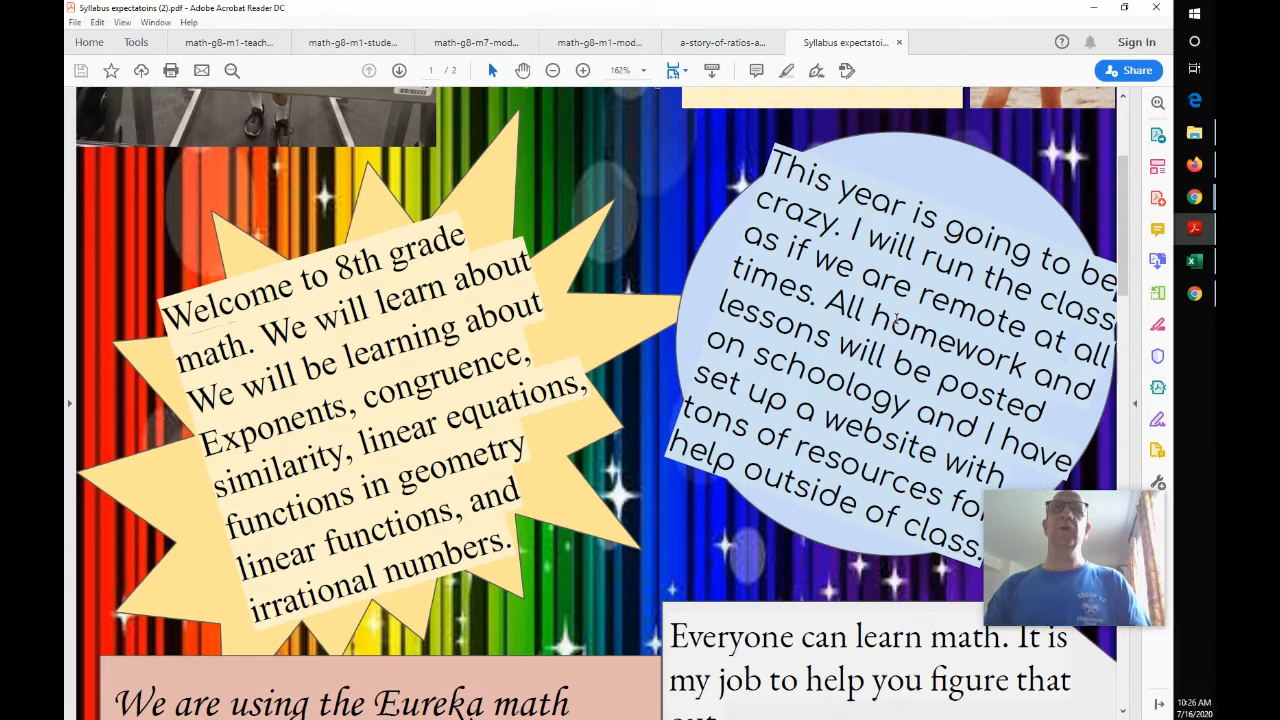 Syllabus expectatoins (2).pdf - Adobe Acrobat Reader DC
File Edit View Window Help
Home Tools math-g8-m1-teach... math-g8-m1-stude... math-g8-m7-mod... math-g8-m1-mod... a-story-of-ratios-a... Syllabus expectatoi... Sign In
1 / 2 162% Share
Welcome to 8th grade
math. We will learn about
We will be learning about
Exponents, congruence,
similarity, linear equations,
functions in geometry
linear functions, and
irrational numbers.
This year is going to be
crazy. I will run the class
as if we are remote at all
times. All homework and
lessons will be posted
on schoology and I have
set up a website with
tons of resources for
help outside of class.
We are using the Eureka math
Everyone can learn math. It is
my job to help you figure that
10:26 AM
7/16/2020